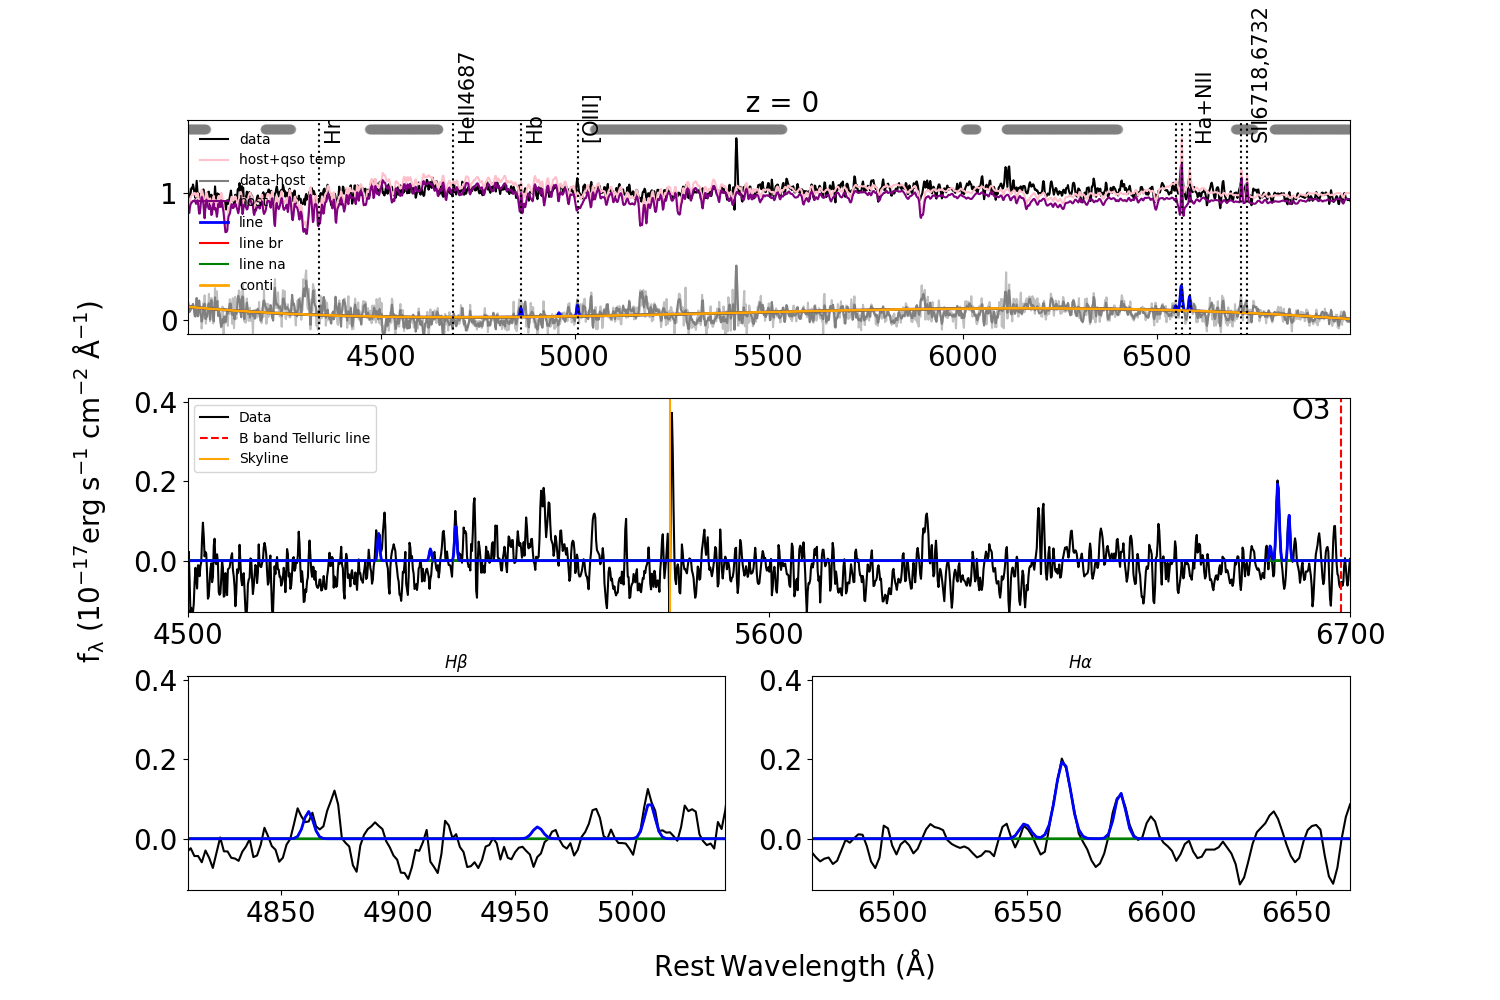 z = 0
Hr
HeII4687
Hb
[OIII]
Ha+NII
SII6718,6732
data
host+qso temp
data-host
host
line
line br
line na
conti
1
0
4500
5000
5500
6000
6500
fλ (10⁻¹⁷erg s⁻¹ cm⁻² Å⁻¹)
O3
Data
B band Telluric line
Skyline
0.4
0.2
0.0
4500
5600
6700
Hβ
0.4
0.2
0.0
4850
4900
4950
5000
Hα
0.4
0.2
0.0
6500
6550
6600
6650
Rest Wavelength (Å)